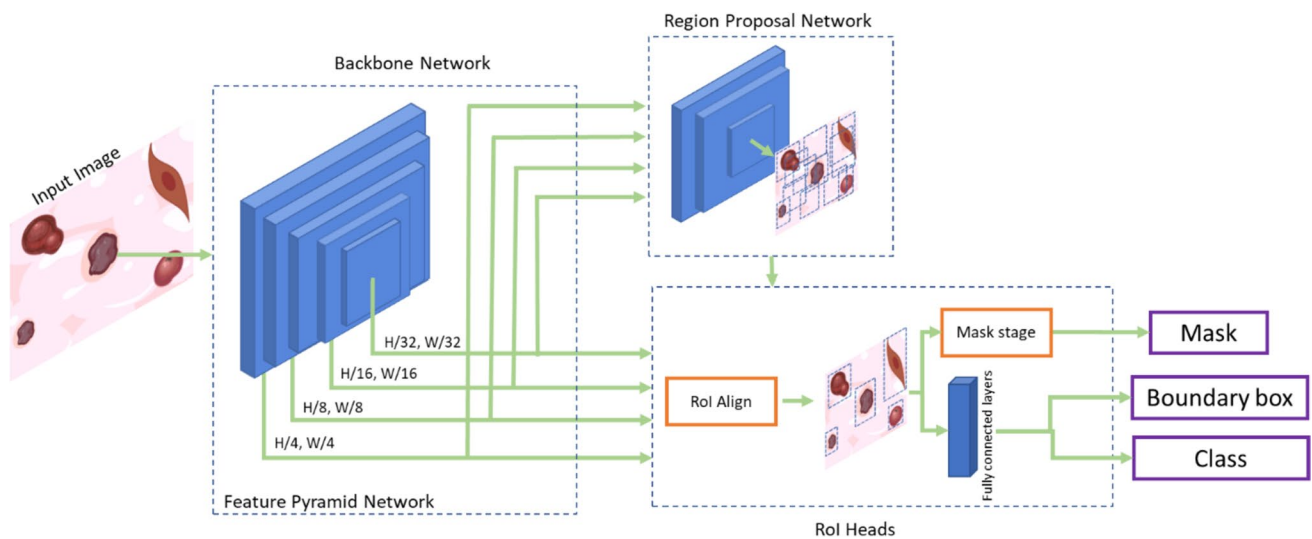 Region Proposal Network
Backbone Network
Input Image
H/32, W/32
H/16, W/16
H/8, W/8
H/4, W/4
Feature Pyramid Network
RoI Align
Mask stage
Fully connected layers
Mask
Boundary box
Class
RoI Heads